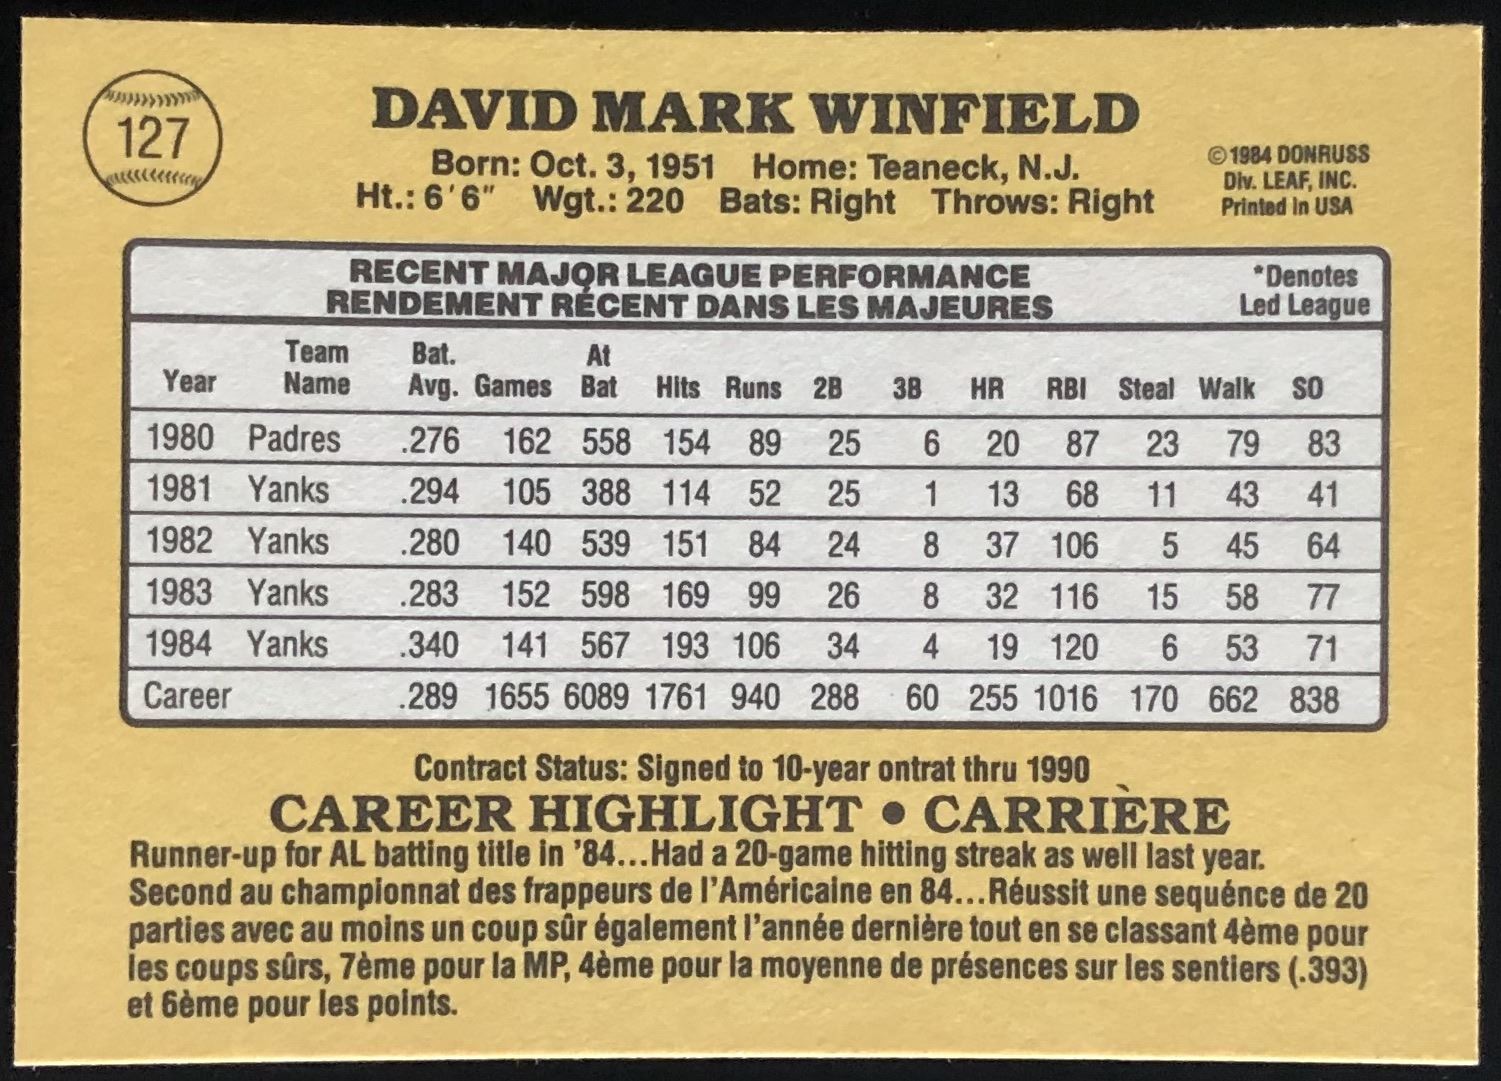 127
DAVID MARK WINFIELD
Born: Oct. 3, 1951 Home: Teaneck, N.J.
Ht.: 6'6" Wgt.: 220 Bats: Right Throws: Right
©1984 DONRUSS
Div. LEAF, INC.
Printed in USA
RECENT MAJOR LEAGUE PERFORMANCE
RENDEMENT RÉCENT DANS LES MAJEURES
*Denotes
Led League
Year Team Name Bat. Avg. Games At Bat Hits Runs 2B 3B HR RBI Steal Walk SO
1980 Padres .276 162 558 154 89 25 6 20 87 23 79 83
1981 Yanks .294 105 388 114 52 25 1 13 68 11 43 41
1982 Yanks .280 140 539 151 84 24 8 37 106 5 45 64
1983 Yanks .283 152 598 169 99 26 8 32 116 15 58 77
1984 Yanks .340 141 567 193 106 34 4 19 120 6 53 71
Career .289 1655 6089 1761 940 288 60 255 1016 170 662 838
Contract Status: Signed to 10-year ontrat thru 1990
CAREER HIGHLIGHT • CARRIÈRE
Runner-up for AL batting title in '84...Had a 20-game hitting streak as well last year.
Second au championnat des frappeurs de l'Américaine en 84...Réussit une sequénce de 20
parties avec au moins un coup sûr également l'année dernière tout en se classant 4ème pour
les coups sûrs, 7ème pour la MP, 4ème pour la moyenne de présences sur les sentiers (.393)
et 6ème pour les points.